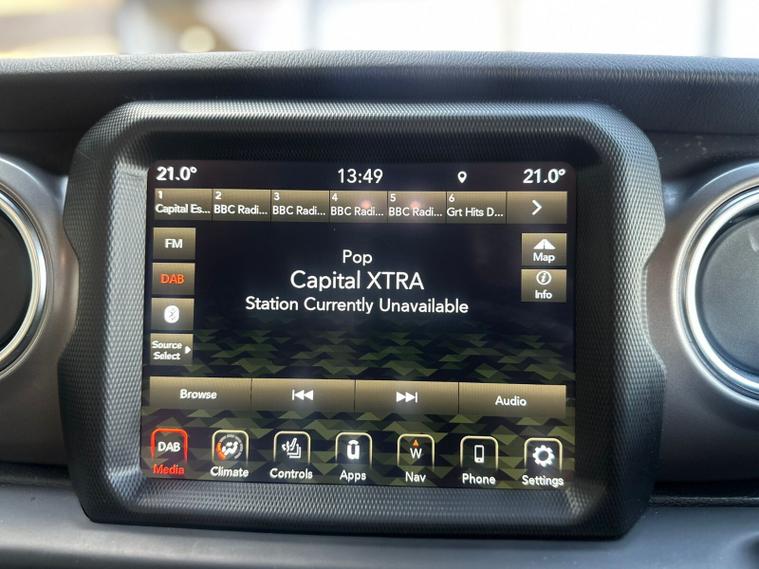 21.0° 13:49 21.0°
1 2 3 4 5 6
Capital Es... BBC Radi... BBC Radi... BBC Radi... BBC Radi... Grt Hits D...
FM
DAB
Source
Select
Pop
Capital XTRA
Station Currently Unavailable
Map
Info
Browse Audio
DAB W
Media Climate Controls Apps Nav Phone Settings